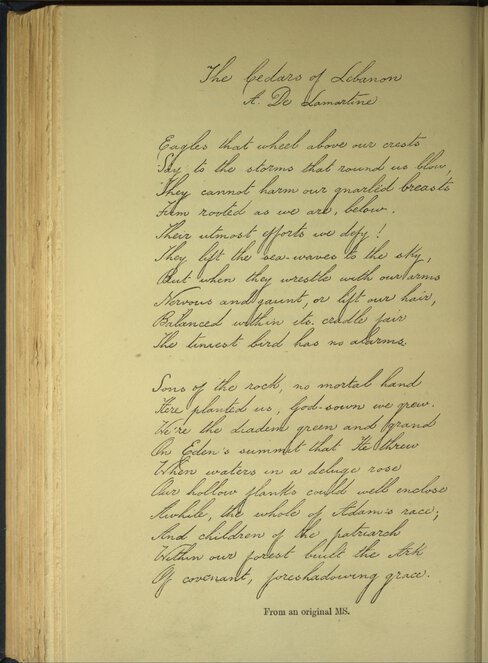 The Cedars of Lebanon
A. De Lamartine
Eagles that wheel above our crests
Say to the storms that round us blow,
They cannot harm our gnarled breasts
Firm rooted as we are, below.
Their utmost efforts we defy!
They lift the sea-waves to the sky,
But when they wrestle with our arms
Nervous and gaunt, or lift our hair,
Balanced within its cradle fair
The tiniest bird has no alarms.
Sons of the rock, no mortal hand
Here planted us, God-sown we grew.
We're the diadem green and grand
On Eden's summit that He threw
When waters in a deluge rose
Our hollow flanks could well enclose
Awhile, the whole of Adam's race;
And children of the patriarch
Within our forest built the Ark
Of covenant, foreshadowing grace.
From an original MS.